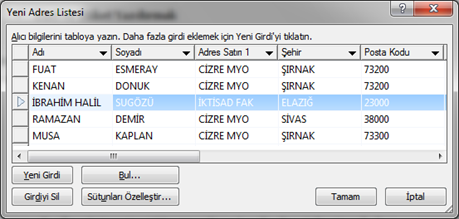 Yeni Adres Listesi
Alıcı bilgilerini tabloya yazın. Daha fazla girdi eklemek için Yeni Girdi'yi tıklatın.
Adı Soyadı Adres Satırı 1 Şehir Posta Kodu
FUAT ESMERAY CİZRE MYO ŞIRNAK 73200
KENAN DONAT CİZRE MYO ŞIRNAK 73200
İBRAHİM HALİL SUGÖZÜ İKTİSAD FAK ELAZIĞ 23000
RAMAZAN DEMİR CİZRE MYO SİVAS 38000
MUSA KAPLAN CİZRE MYO ŞIRNAK 73200
Yeni Girdi Bul...
Girdiyi Sil Sütunları Özelleştir... Tamam İptal